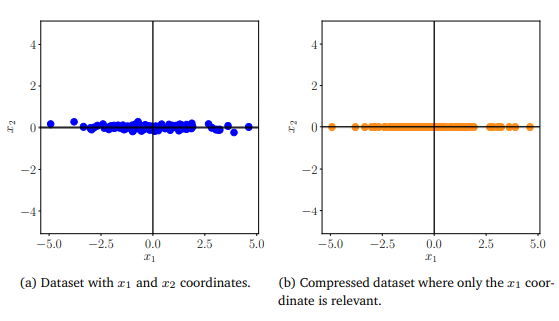 4
2
0
−2
−4
x2
−5.0 −2.5 0.0 2.5 5.0
x1
(a) Dataset with x1 and x2 coordinates.
4
2
0
−2
−4
x2
−5.0 −2.5 0.0 2.5 5.0
x1
(b) Compressed dataset where only the x1 coor-
dinate is relevant.